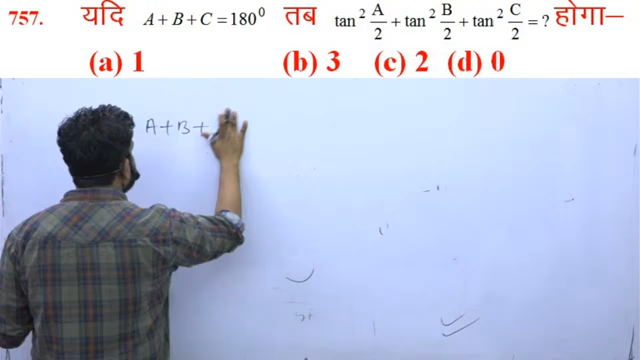 757. यदि A + B + C = 180⁰ तब tan² A/2 + tan² B/2 + tan² C/2 = ? होगा–
(a) 1 (b) 3 (c) 2 (d) 0
A + B +